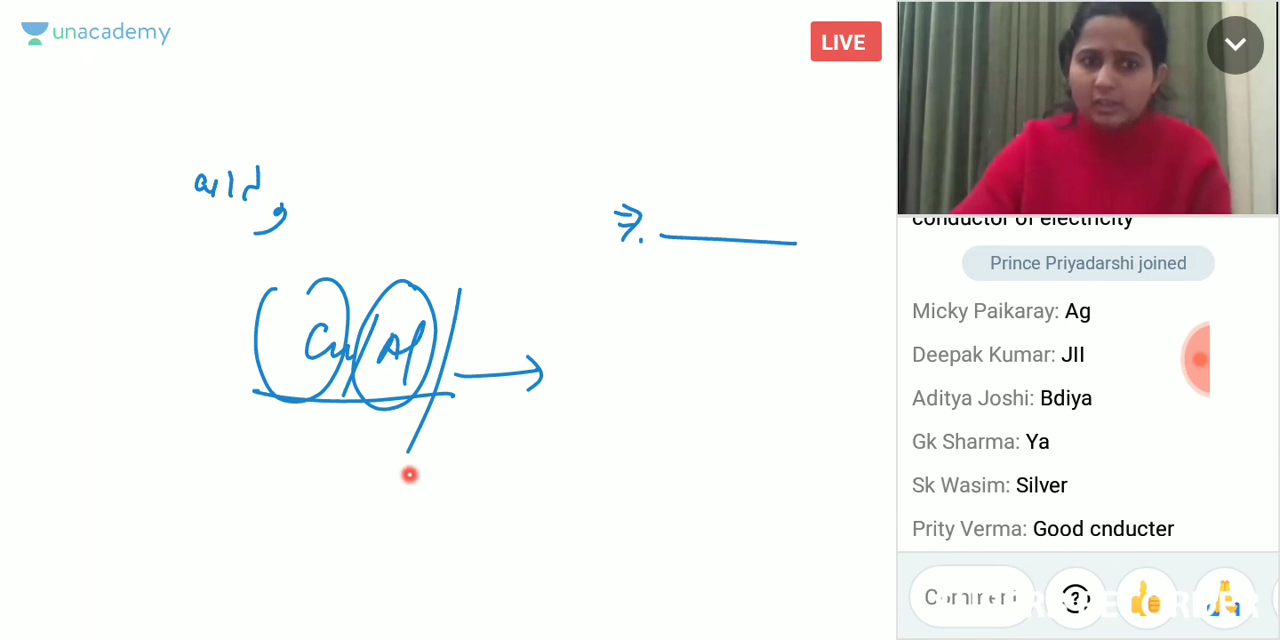 unacademy
LIVE
Cu/Al
conductor of electricity
Prince Priyadarshi joined
Micky Paikaray: Ag
Deepak Kumar: JII
Aditya Joshi: Bdiya
Gk Sharma: Ya
Sk Wasim: Silver
Prity Verma: Good cnducter